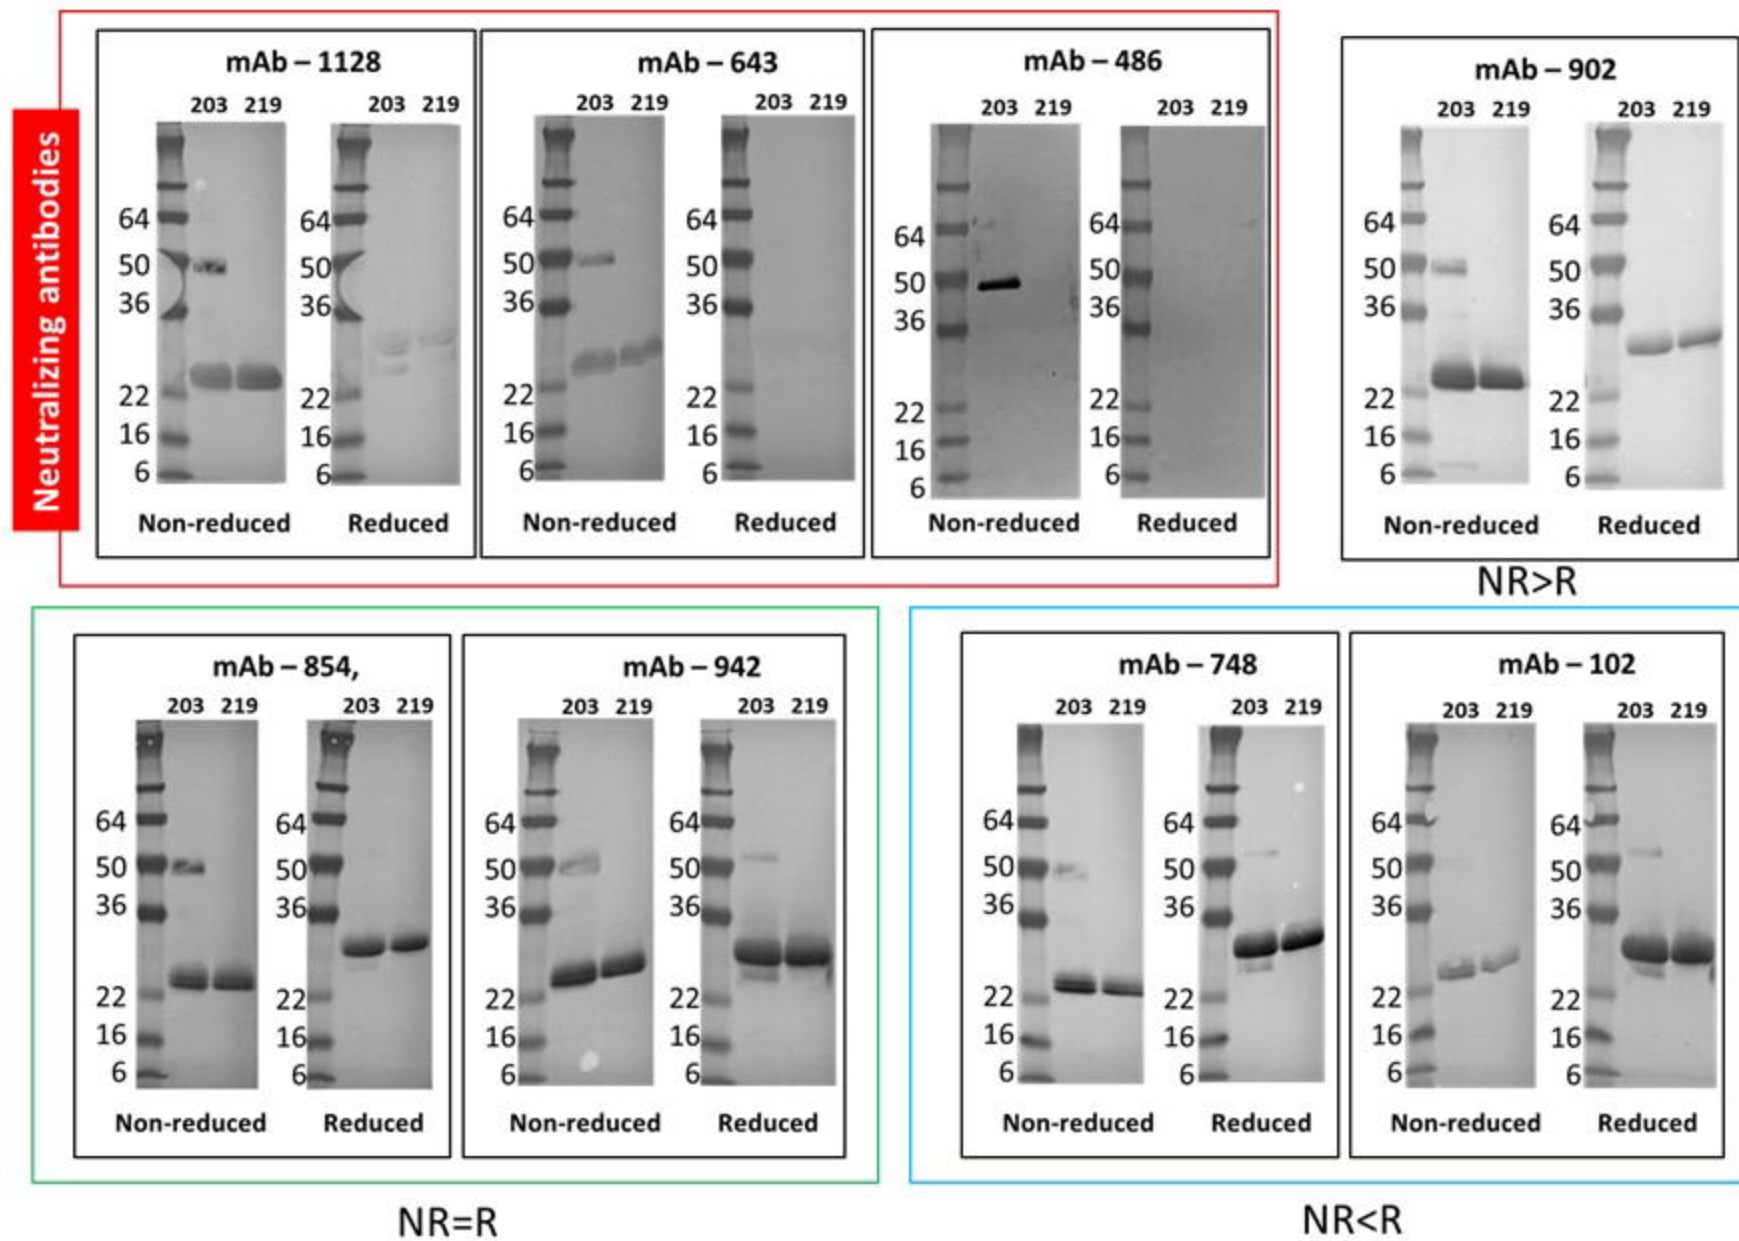 Neutralizing antibodies
mAb – 1128
203 219 203 219
64 64
50 50
36 36
22 22
16 16
6 6
Non-reduced Reduced
mAb – 643
203 219 203 219
64 64
50 50
36 36
22 22
16 16
6 6
Non-reduced Reduced
mAb – 486
203 219 203 219
64 64
50 50
36 36
22 22
16 16
6 6
Non-reduced Reduced
mAb – 902
203 219 203 219
64 64
50 50
36 36
22 22
16 16
6 6
Non-reduced Reduced
NR>R
mAb – 854,
203 219 203 219
64 64
50 50
36 36
22 22
16 16
6 6
Non-reduced Reduced
mAb – 942
203 219 203 219
64 64
50 50
36 36
22 22
16 16
6 6
Non-reduced Reduced
NR=R
mAb – 748
203 219 203 219
64 64
50 50
36 36
22 22
16 16
6 6
Non-reduced Reduced
mAb – 102
203 219 203 219
64 64
50 50
36 36
22 22
16 16
6 6
Non-reduced Reduced
NR<R